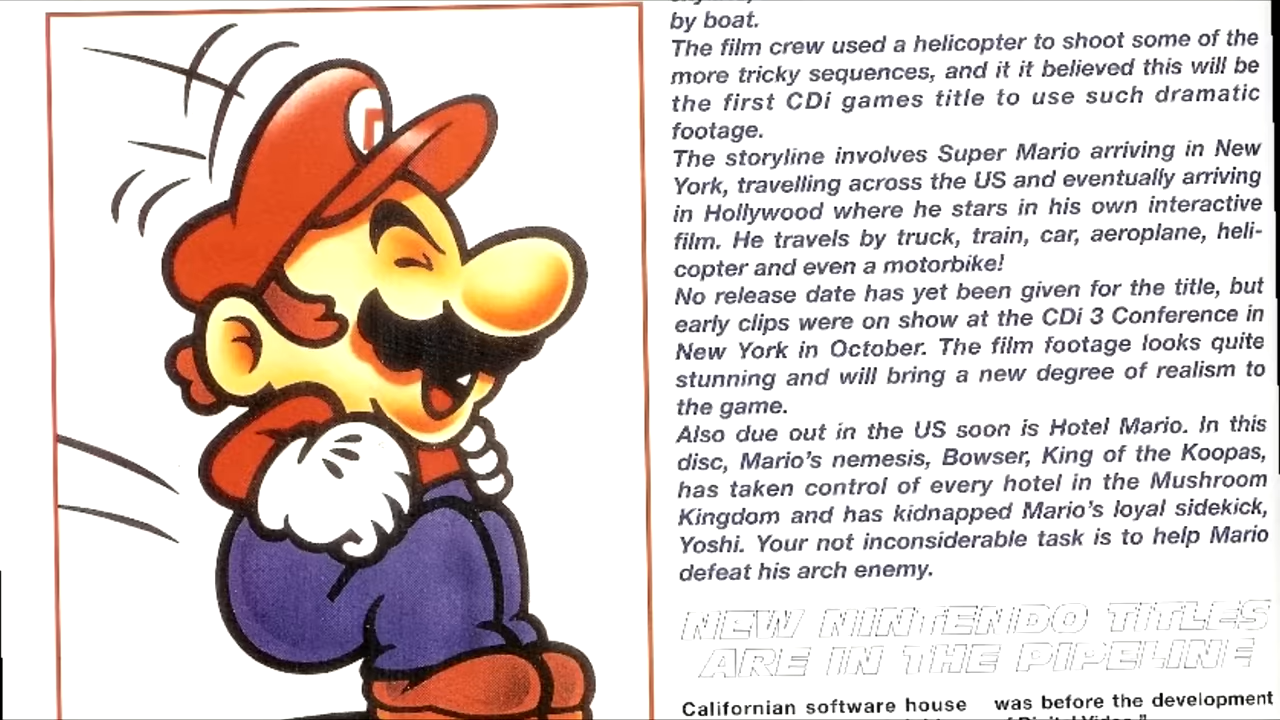 by boat.
The film crew used a helicopter to shoot some of the
more tricky sequences, and it it believed this will be
the first CDi games title to use such dramatic
footage.
The storyline involves Super Mario arriving in New
York, travelling across the US and eventually arriving
in Hollywood where he stars in his own interactive
film. He travels by truck, train, car, aeroplane, heli-
copter and even a motorbike!
No release date has yet been given for the title, but
early clips were on show at the CDi 3 Conference in
New York in October. The film footage looks quite
stunning and will bring a new degree of realism to
the game.
Also due out in the US soon is Hotel Mario. In this
disc, Mario's nemesis, Bowser, King of the Koopas,
has taken control of every hotel in the Mushroom
Kingdom and has kidnapped Mario's loyal sidekick,
Yoshi. Your not inconsiderable task is to help Mario
defeat his arch enemy.
NEW NINTENDO TITLES
ARE IN THE PIPELINE
Californian software house
was before the development